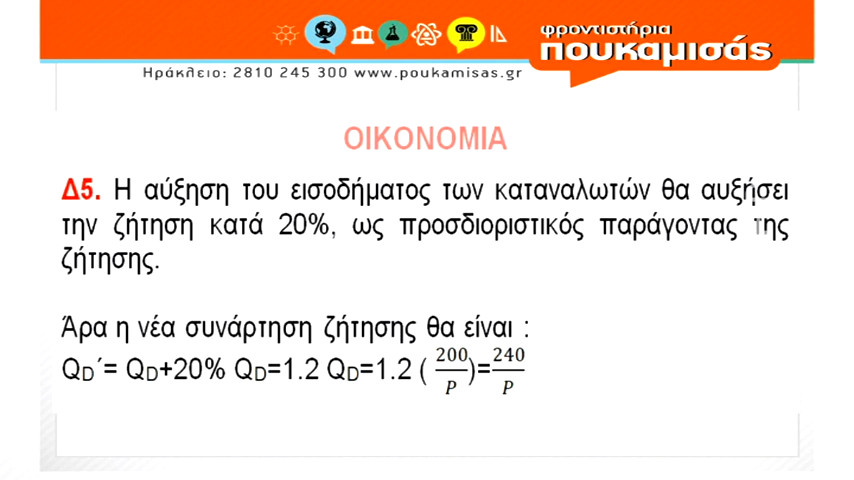 φροντιστήρια
πουκαμισάς
Ηράκλειο: 2810 245 300 www.poukamisas.gr
ΟΙΚΟΝΟΜΙΑ
Δ5. Η αύξηση του εισοδήματος των καταναλωτών θα αυξήσει
την ζήτηση κατά 20%, ως προσδιοριστικός παράγοντας της
ζήτησης.
Άρα η νέα συνάρτηση ζήτησης θα είναι :
QD΄= QD+20% QD=1.2 QD=1.2 ( 200/P )= 240/P